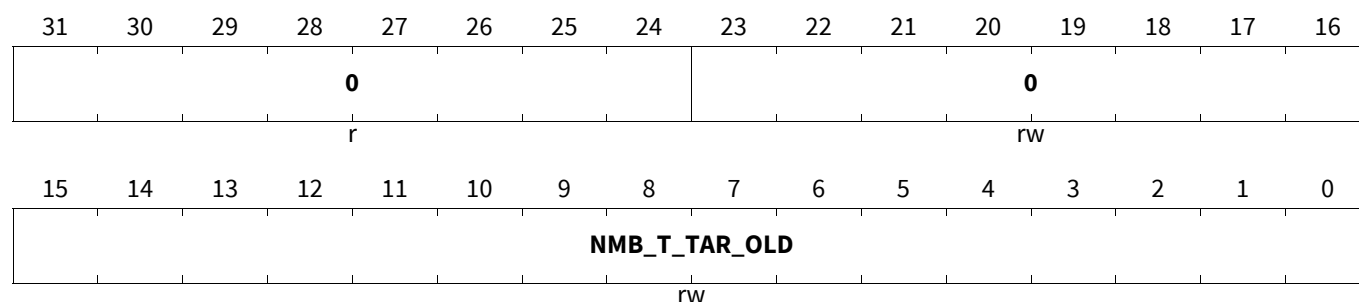 31 30 29 28 27 26 25 24 23 22 21 20 19 18 17 16
0 0
r rw
15 14 13 12 11 10 9 8 7 6 5 4 3 2 1 0
NMB_T_TAR_OLD
rw